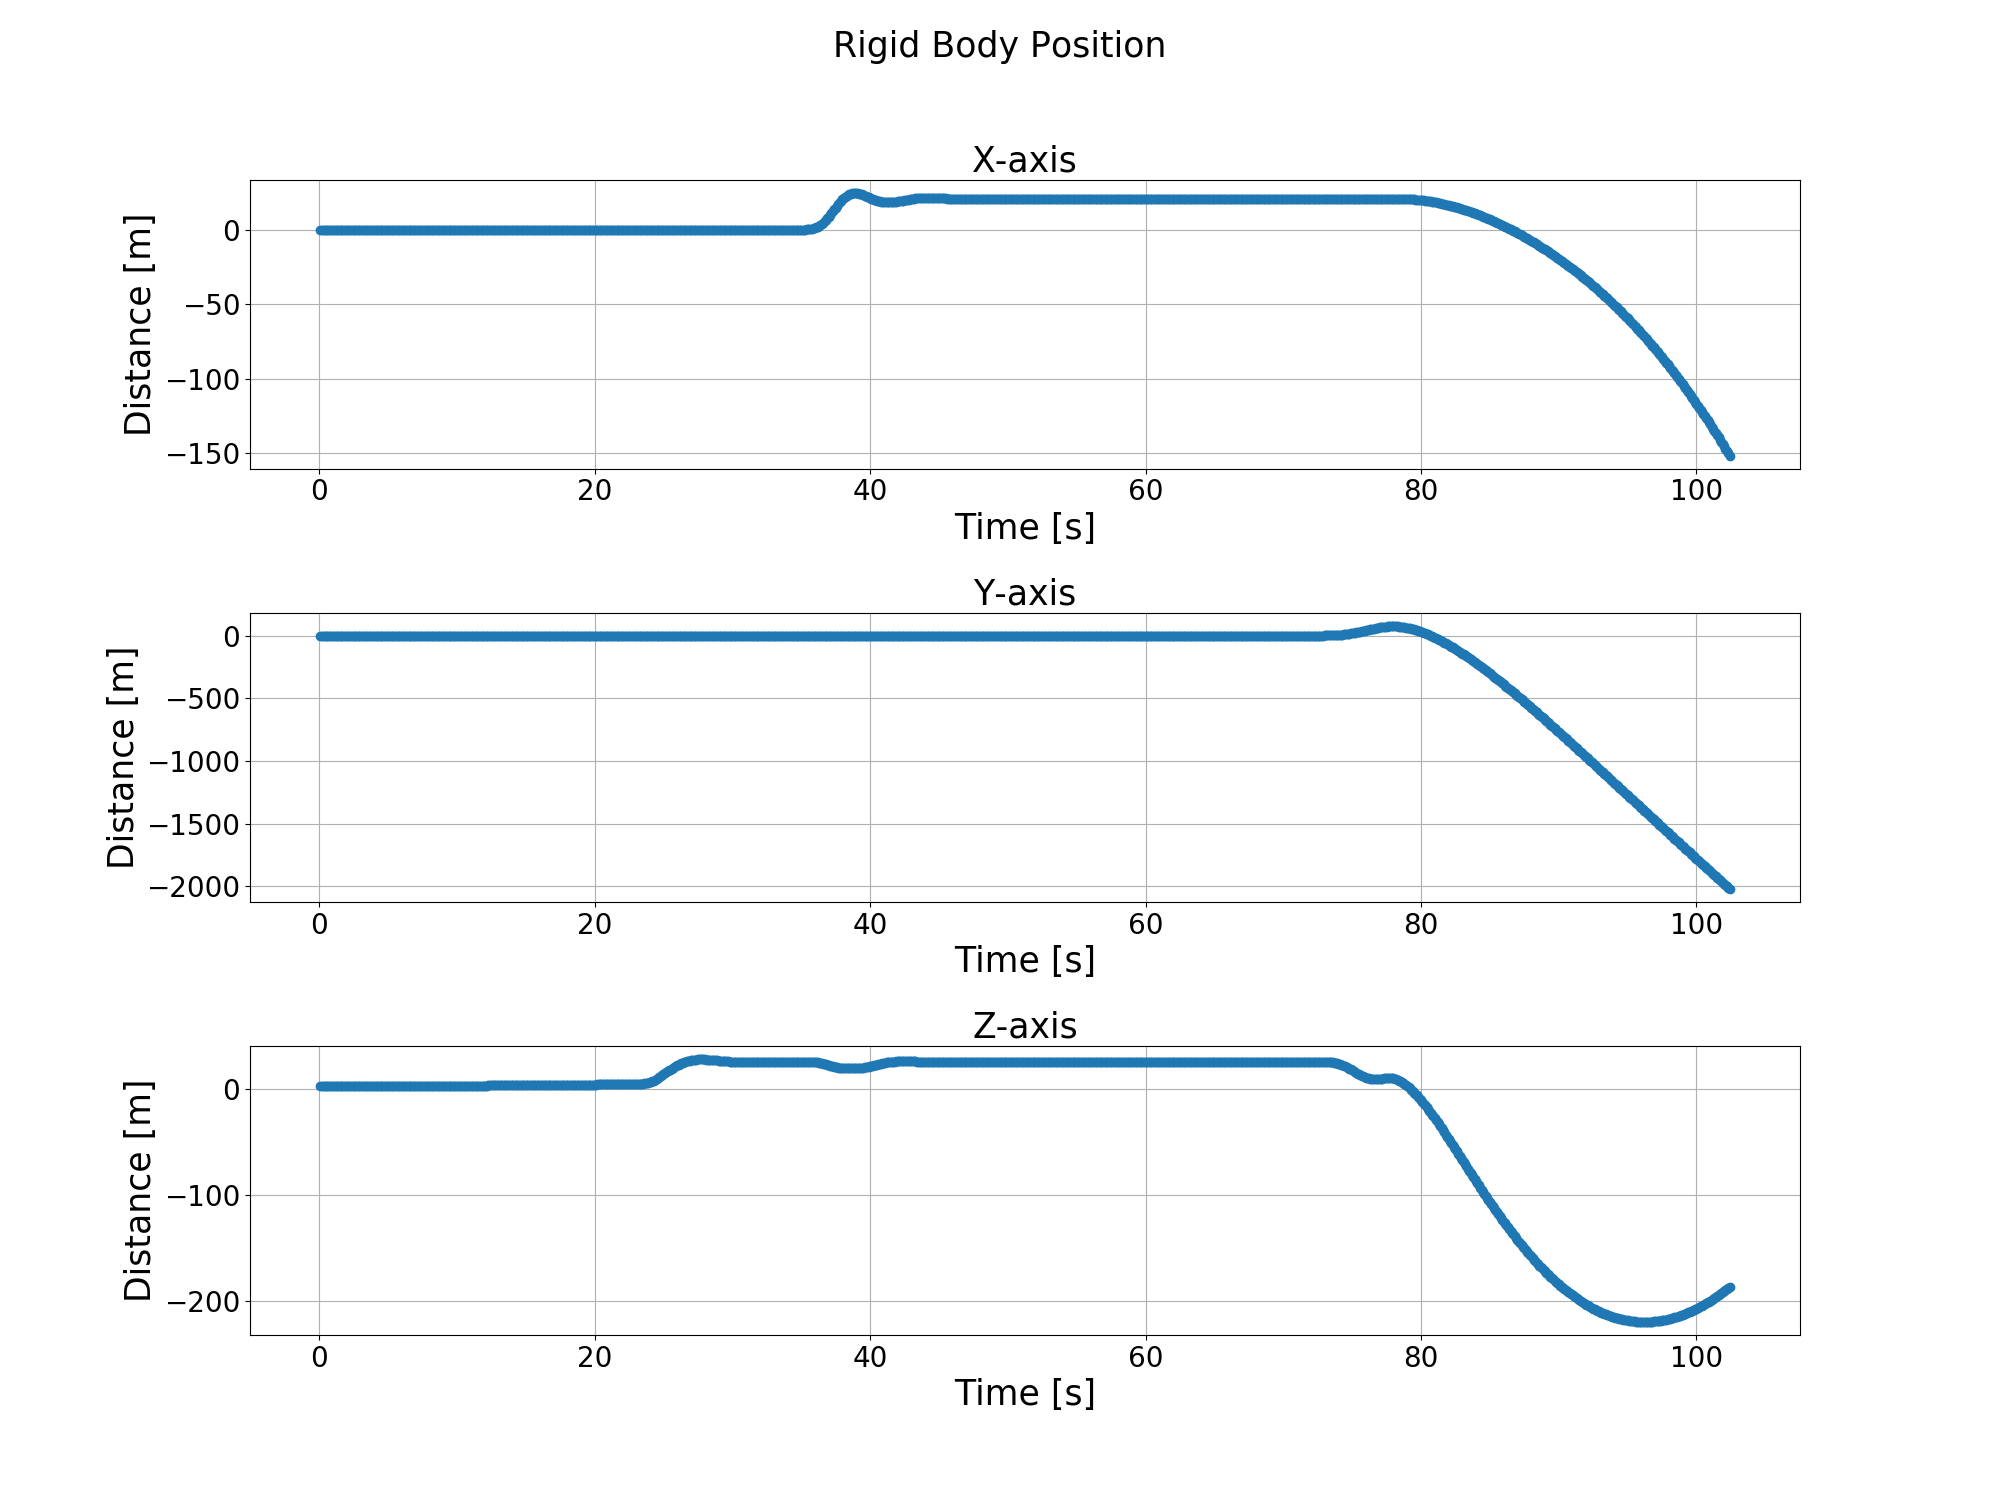 Rigid Body Position
X-axis
Distance [m]
0
−50
−100
−150
0 20 40 60 80 100
Time [s]
Y-axis
Distance [m]
0
−500
−1000
−1500
−2000
0 20 40 60 80 100
Time [s]
Z-axis
Distance [m]
0
−100
−200
0 20 40 60 80 100
Time [s]